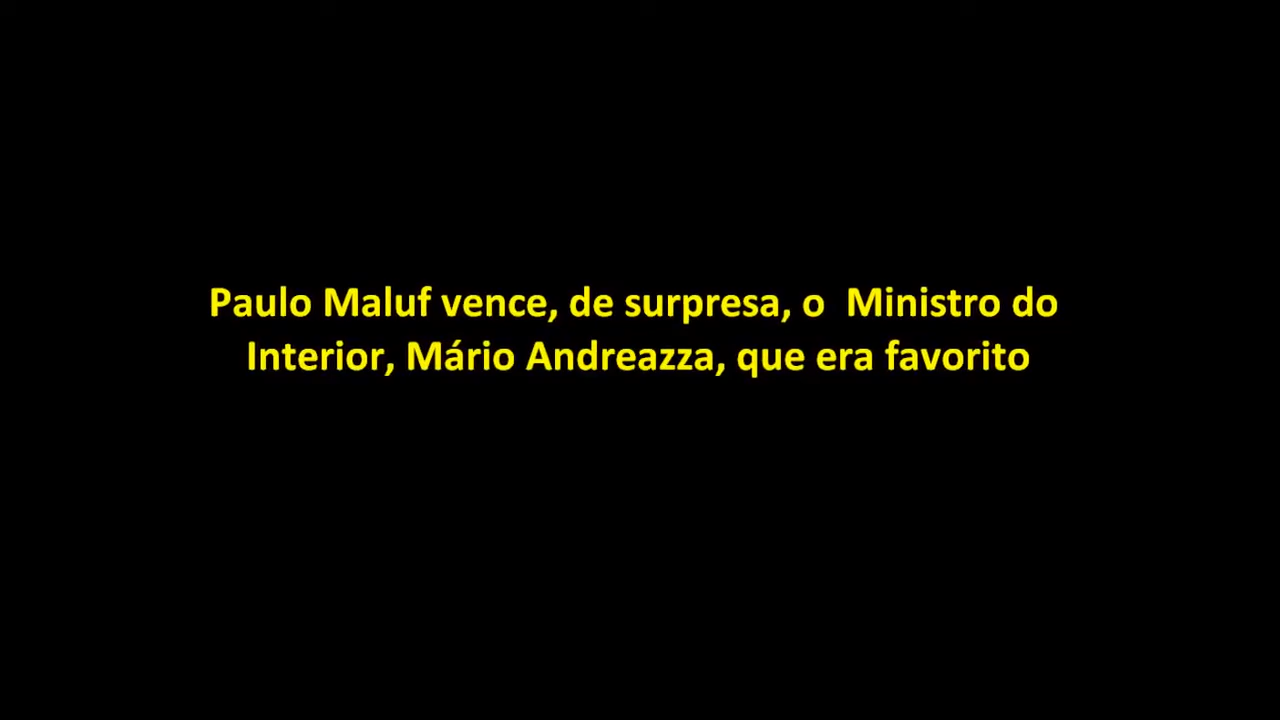 Paulo Maluf vence, de surpresa, o  Ministro do
Interior, Mário Andreazza, que era favorito